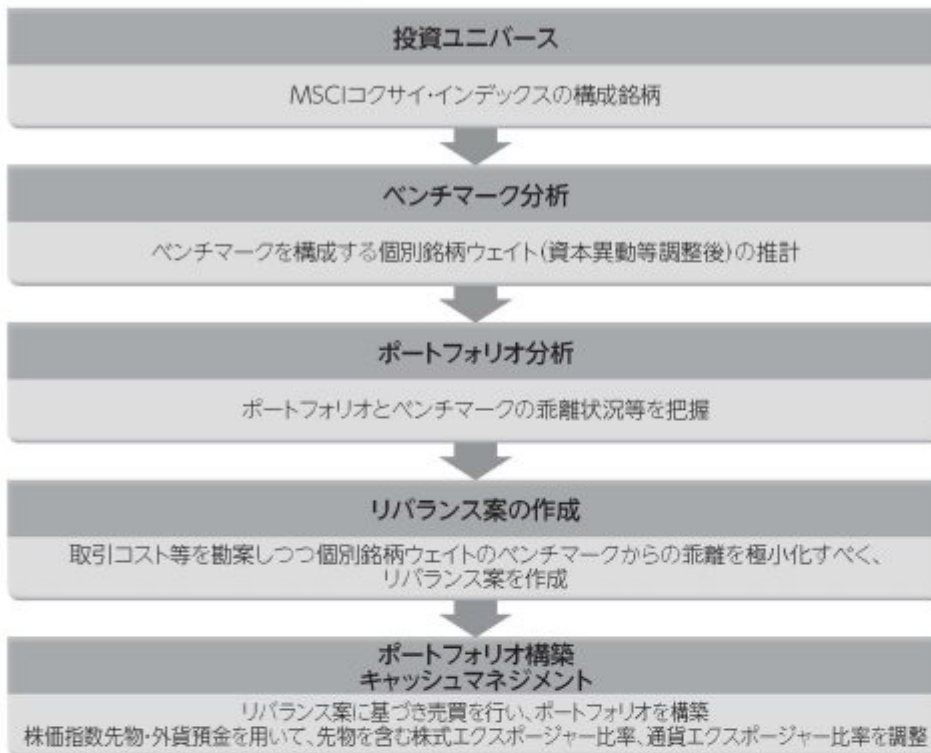 投資ユニバース
MSCIコクサイ・インデックスの構成銘柄
ベンチマーク分析
ベンチマークを構成する個別銘柄ウェイト(資本異動等調整後)の推計
ポートフォリオ分析
ポートフォリオとベンチマークの乖離状況等を把握
リバランス案の作成
取引コスト等を勘案しつつ個別銘柄ウェイトのベンチマークからの乖離を極小化すべく、
リバランス案を作成
ポートフォリオ構築
キャッシュマネジメント
リバランス案に基づき売買を行い、ポートフォリオを構築
株価指数先物・外貨預金を用いて、先物を含む株式エクスポージャー比率、通貨エクスポージャー比率を調整